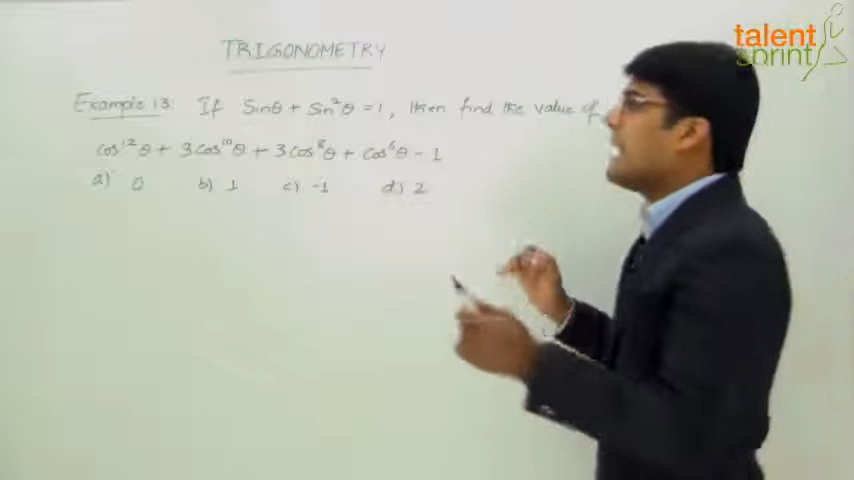 talent
sprint
TRIGONOMETRY
Example 13: If Sinθ + Sin²θ = 1, then find the value of
cos¹²θ + 3cos¹⁰θ + 3cos⁸θ + cos⁶θ - 1
a) 0 b) 1 c) -1 d) 2